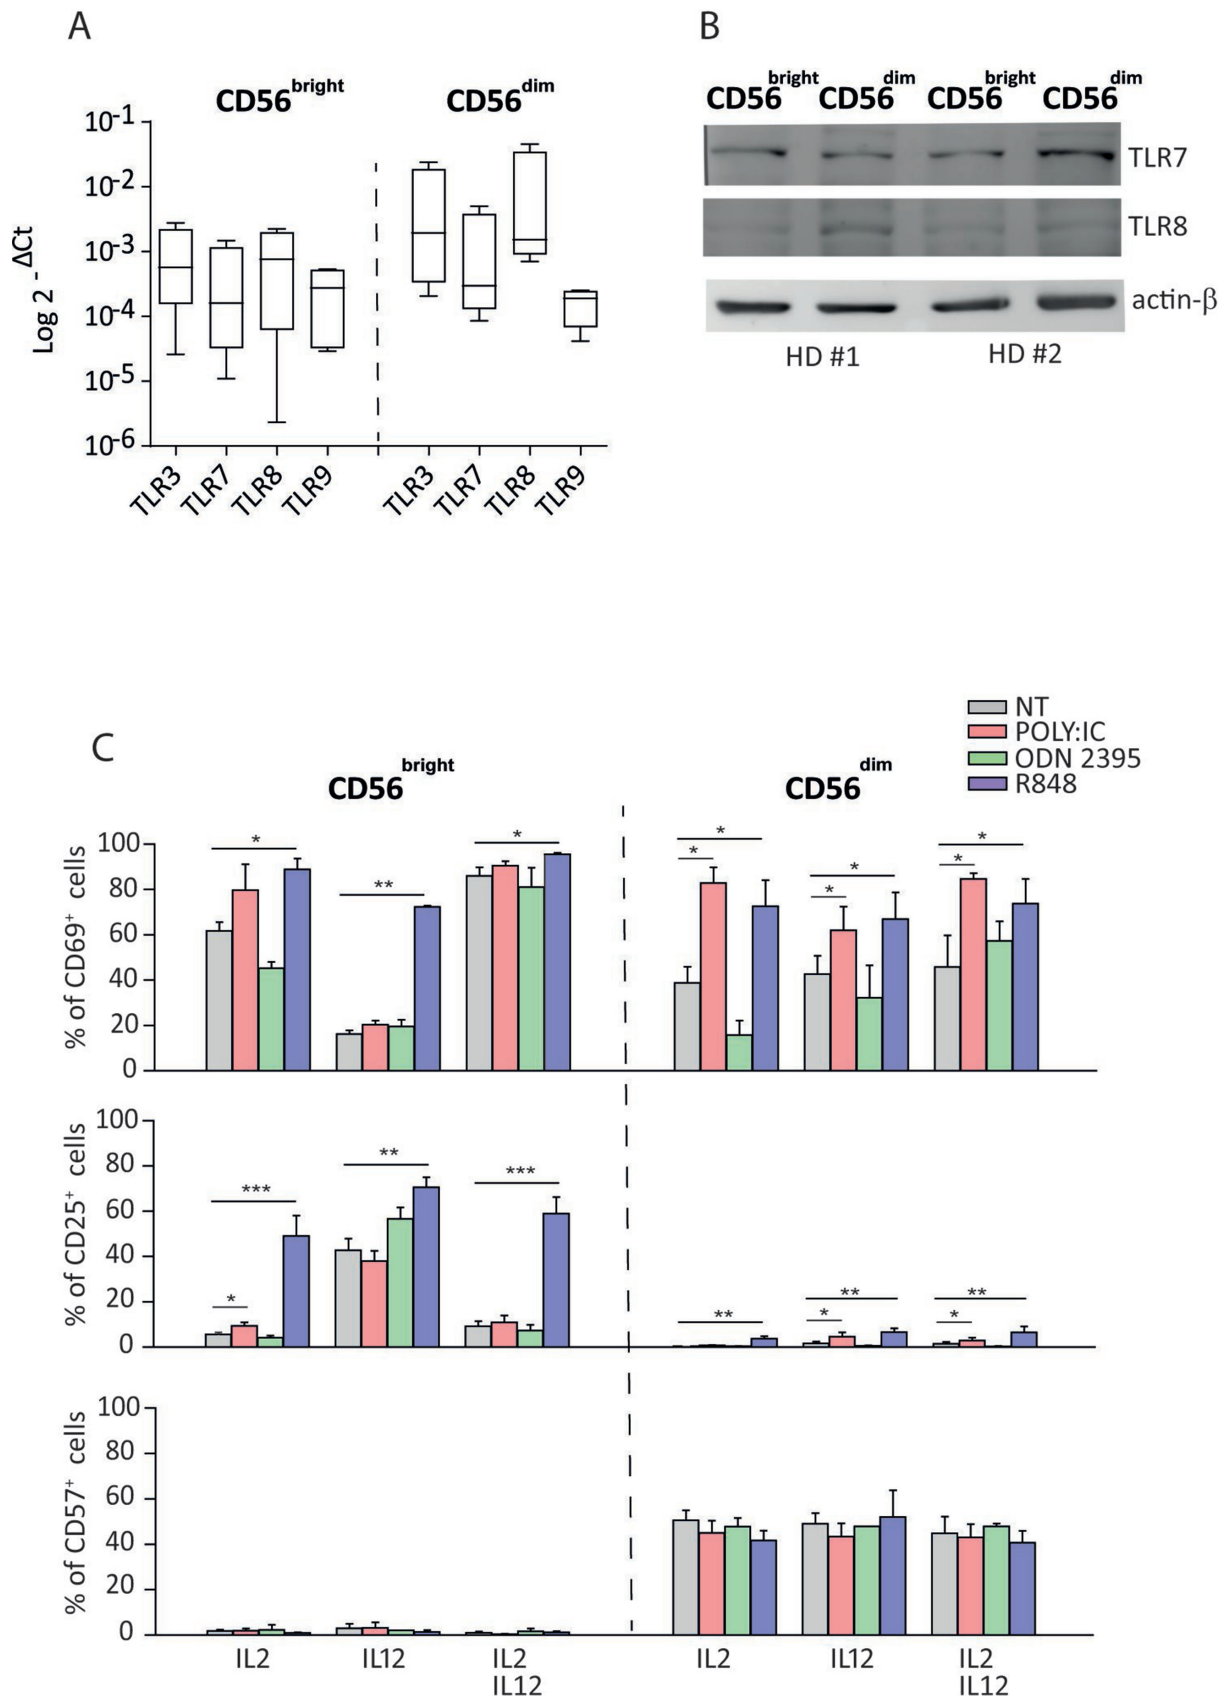 A
CD56bright CD56dim
Log 2 -ΔCt
10-1
10-2
10-3
10-4
10-5
10-6
TLR3 TLR7 TLR8 TLR9 TLR3 TLR7 TLR8 TLR9
B
CD56bright CD56dim CD56bright CD56dim
TLR7
TLR8
actin-β
HD #1 HD #2
C
NT
POLY:IC
ODN 2395
R848
CD56bright CD56dim
% of CD69+ cells
100
80
60
40
20
0
* ** * * * * * * *
% of CD25+ cells
100
80
60
40
20
0
* *** ** *** ** * ** * **
% of CD57+ cells
100
80
60
40
20
0
IL2 IL12 IL2 IL2 IL12 IL2
IL12 IL12